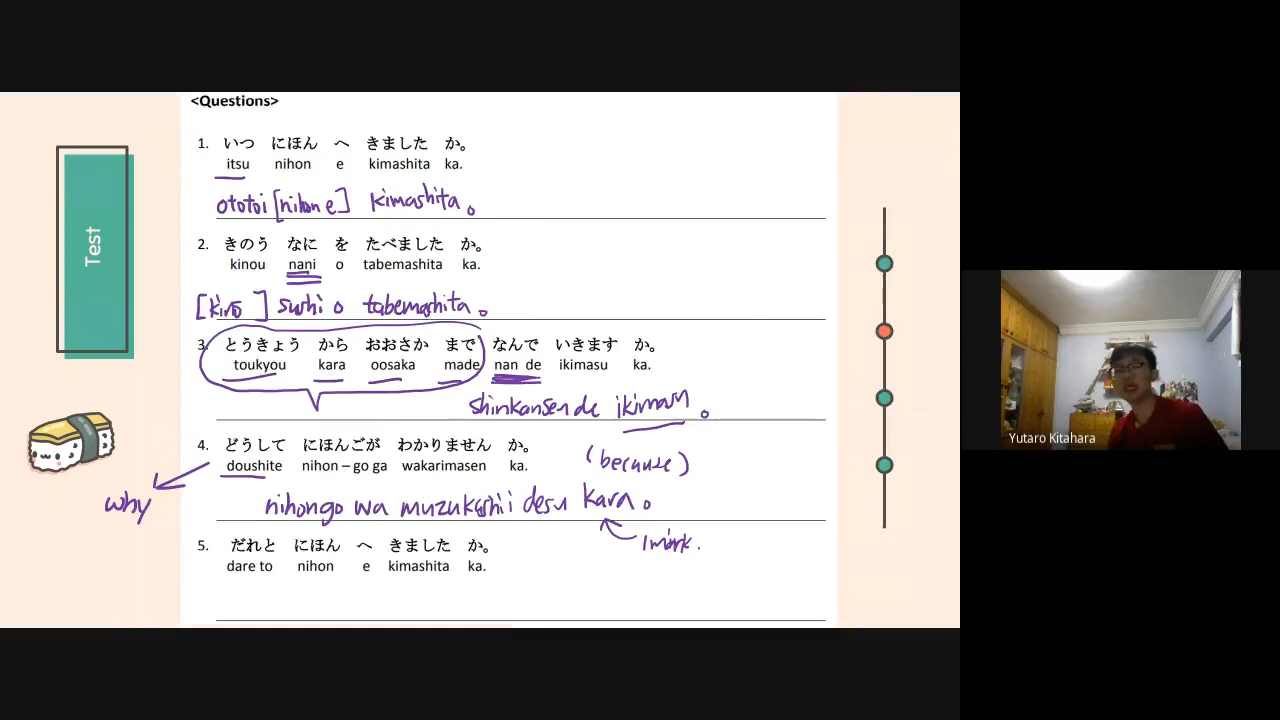 <Questions>
1. いつ にほん へ きました か。
itsu nihon e kimashita ka.
ototoi [nihon e] kimashita。
2. きのう なに を たべました か。
kinou nani o tabemashita ka.
[kinō] sushi o tabemashita。
3. とうきょう から おおさか まで なんで いきます か。
toukyou kara oosaka made nan de ikimasu ka.
shinkansen de ikimasu。
4. どうして にほんごが わかりません か。
doushite nihon – go ga wakarimasen ka.
(because)
why
nihongo wa muzukashii desu kara。
1 mark.
5. だれと にほん へ きました か。
dare to nihon e kimashita ka.
Test
Yutaro Kitahara